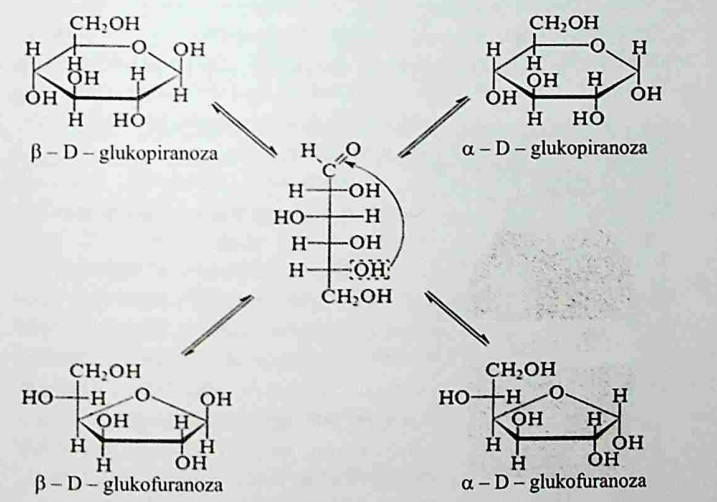 CH₂OH
H O OH
H
OH H
OH H
H HO
β – D – glukopiranoza
CH₂OH
H O H
H
OH H
OH OH
H HO
α – D – glukopiranoza
H O
C
H OH
HO H
H OH
H OH
CH₂OH
CH₂OH
HO H O OH
OH H
H H
H OH
β – D – glukofuranoza
CH₂OH
HO H O H
OH H
H OH
H OH
α – D – glukofuranoza